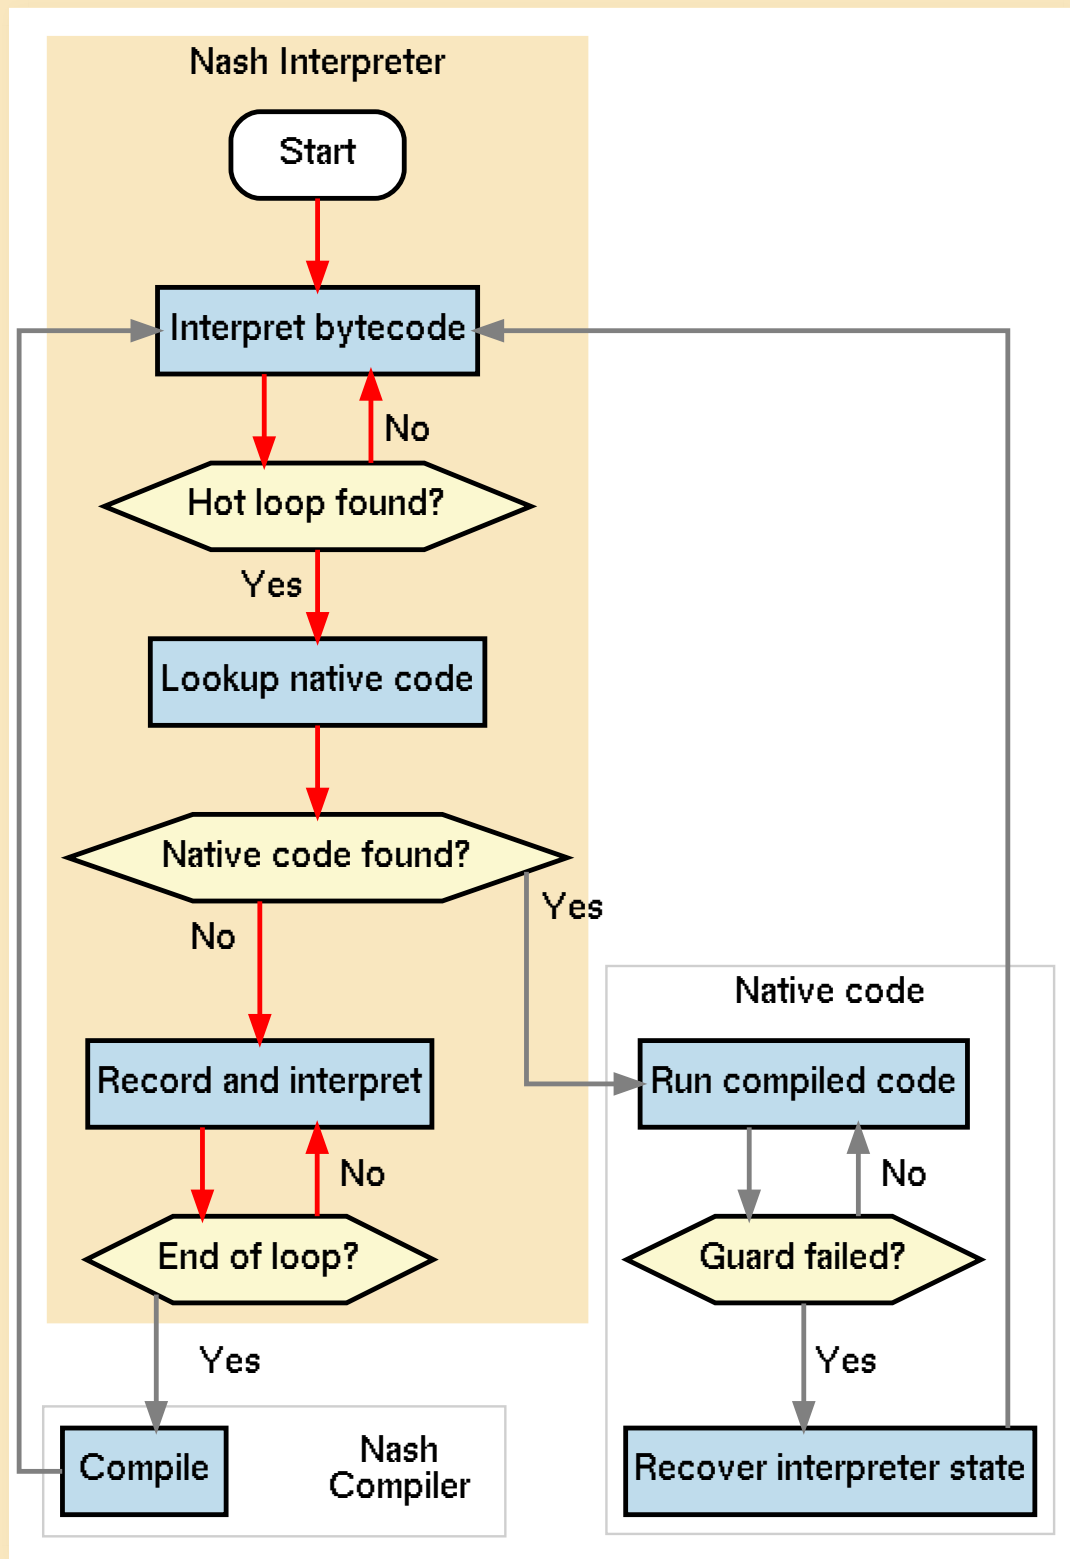 Nash Interpreter
Start
Interpret bytecode
No
Hot loop found?
Yes
Lookup native code
Native code found?
Yes
No
Native code
Record and interpret
Run compiled code
No
No
End of loop?
Guard failed?
Yes
Yes
Nash
Compiler
Compile
Recover interpreter state